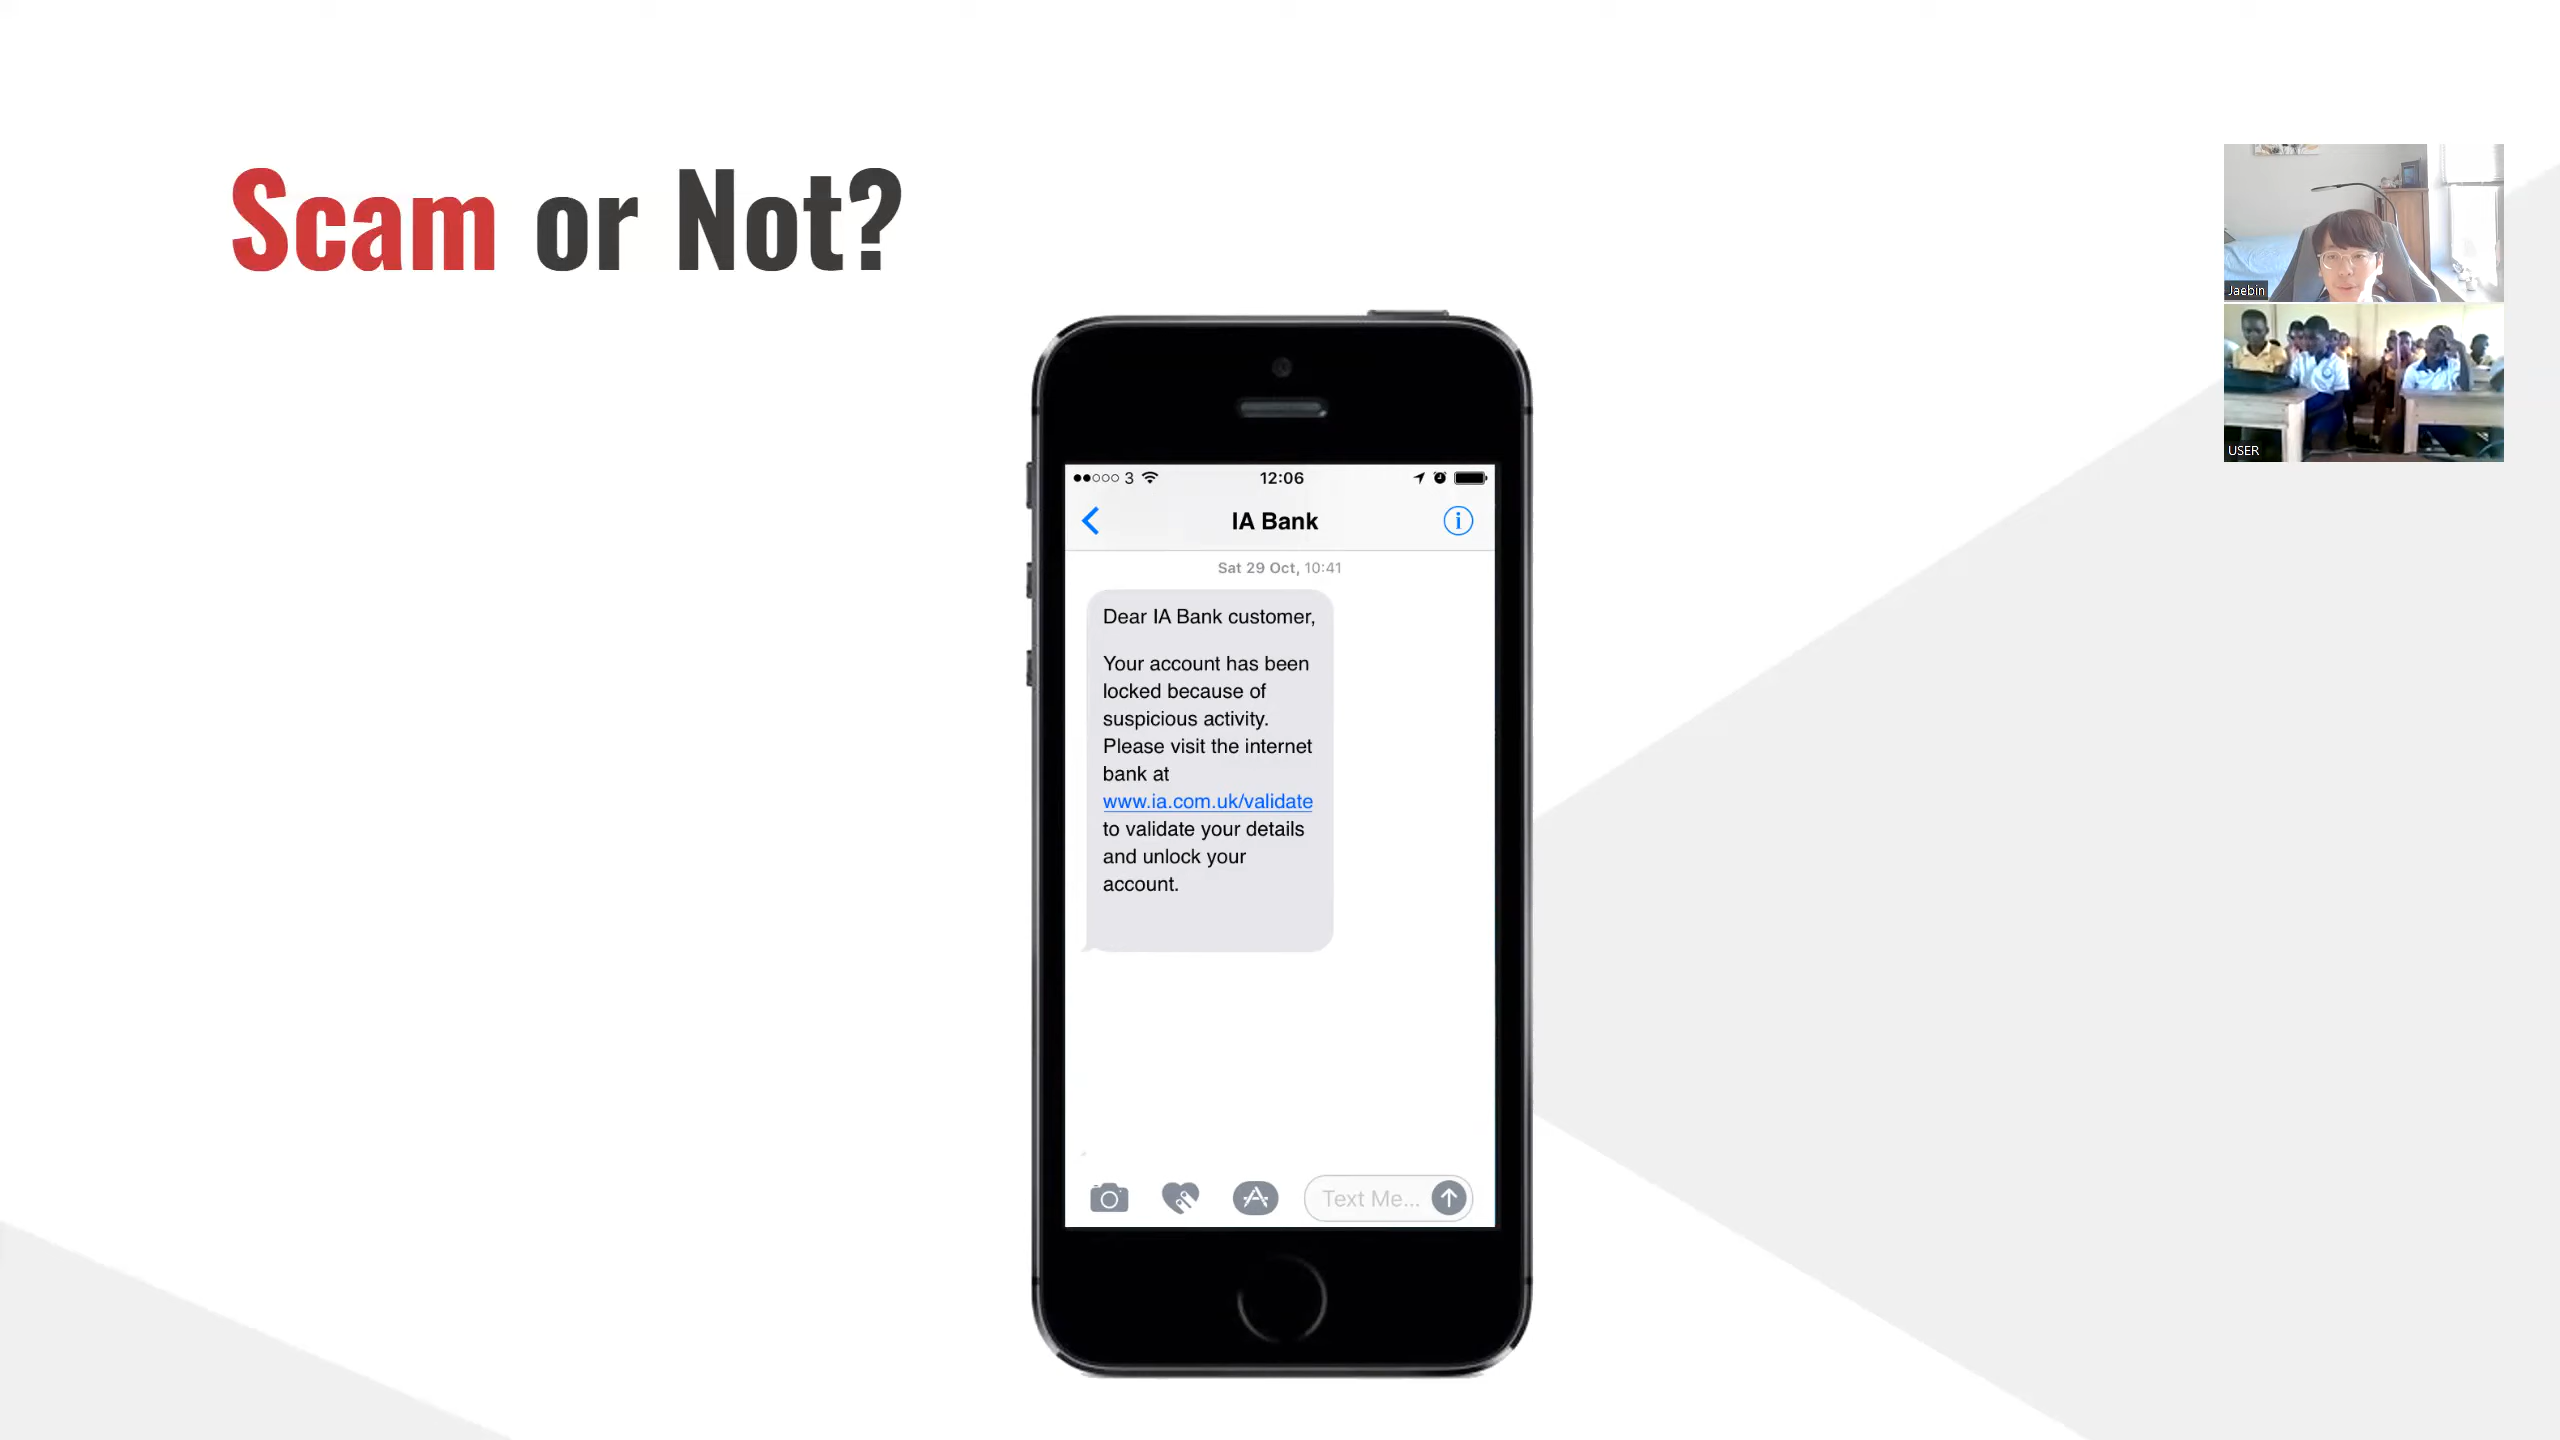 Scam or Not?
Jaebin
USER
3 12:06
IA Bank
Sat 29 Oct, 10:41
Dear IA Bank customer,
Your account has been
locked because of
suspicious activity.
Please visit the internet
bank at
www.ia.com.uk/validate
to validate your details
and unlock your
account.
Text Me...